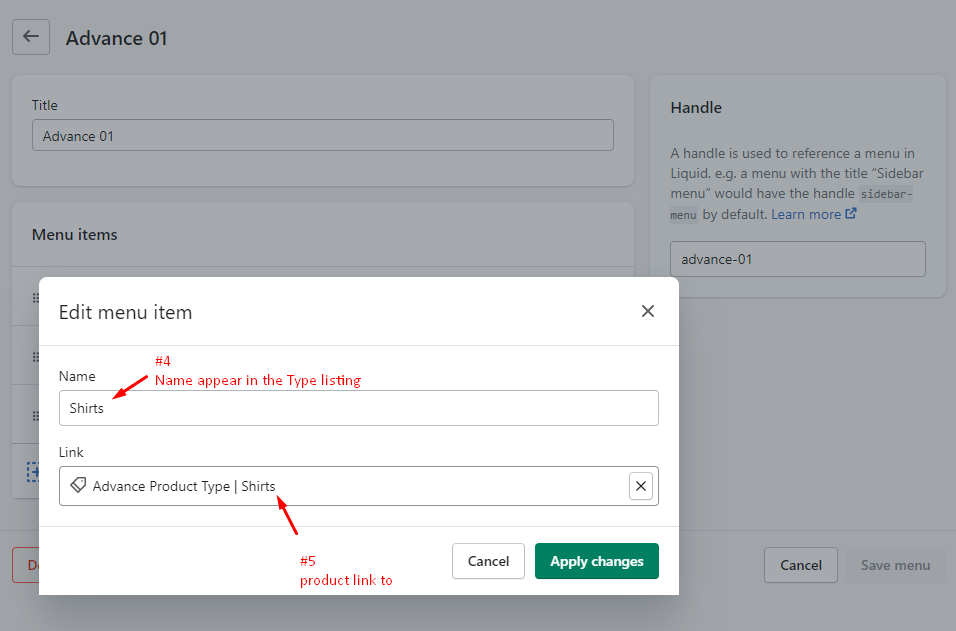 Advance 01
Title
Advance 01
Handle
A handle is used to reference a menu in
Liquid. e.g. a menu with the title “Sidebar
menu” would have the handle sidebar-
menu by default. Learn more
advance-01
Menu items
Edit menu item
#4
Name appear in the Type listing
Name
Shirts
Link
Advance Product Type | Shirts
#5
product link to
Cancel
Apply changes
Cancel
Save menu